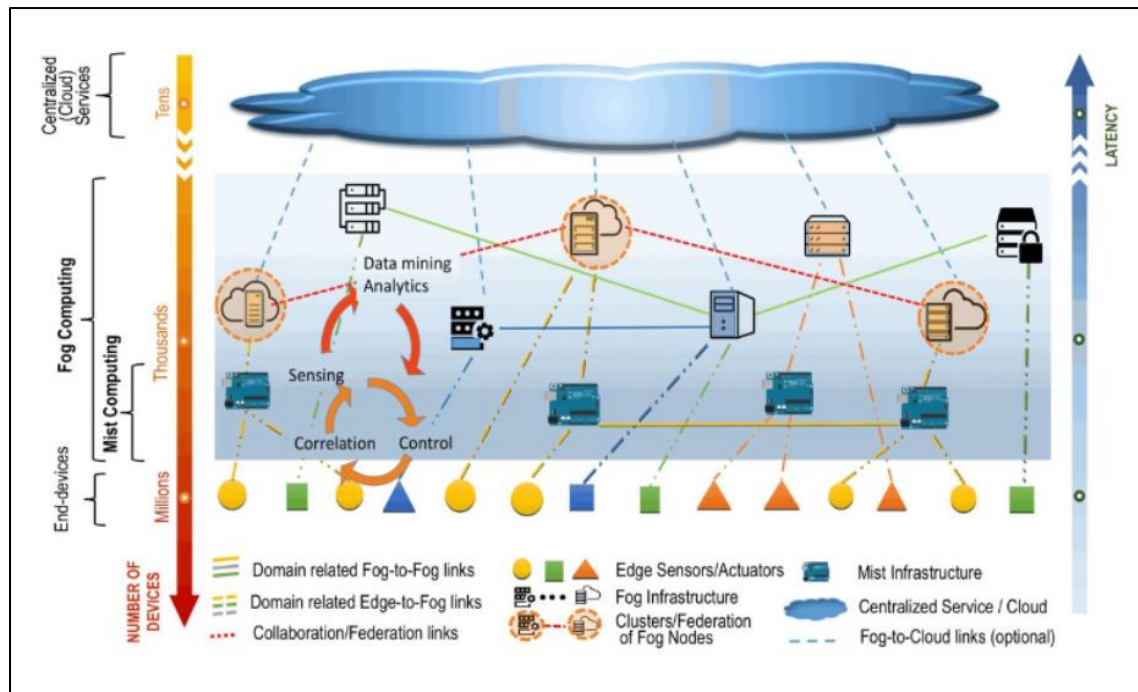 Centralized
(Cloud)
Services
Tens
LATENCY
Fog Computing
Thousands
Mist Computing
Data mining
Analytics
Sensing
Correlation
Control
End-devices
Millions
NUMBER OF
DEVICES
Domain related Fog-to-Fog links
Domain related Edge-to-Fog links
Collaboration/Federation links
Edge Sensors/Actuators
Fog Infrastructure
Clusters/Federation
of Fog Nodes
Mist Infrastructure
Centralized Service / Cloud
Fog-to-Cloud links (optional)